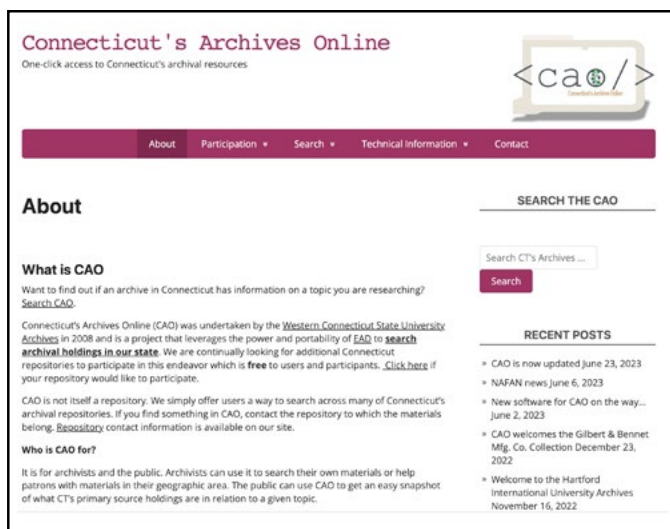 Connecticut's Archives Online
One-click access to Connecticut's archival resources
<cao/>
Connecticut's Archives Online
About
Participation
Search
Technical Information
Contact
About
What is CAO
Want to find out if an archive in Connecticut has information on a topic you are researching?
Search CAO.
Connecticut's Archives Online (CAO) was undertaken by the Western Connecticut State University
Archives in 2008 and is a project that leverages the power and portability of EAD to search
archival holdings in our state. We are continually looking for additional Connecticut
repositories to participate in this endeavor which is free to users and participants. Click here if
your repository would like to participate.
CAO is not itself a repository. We simply offer users a way to search across many of Connecticut's
archival repositories. If you find something in CAO, contact the repository to which the materials
belong. Repository contact information is available on our site.
Who is CAO for?
It is for archivists and the public. Archivists can use it to search their own materials or help
patrons with materials in their geographic area. The public can use CAO to get an easy snapshot
of what CT's primary source holdings are in relation to a given topic.
SEARCH THE CAO
Search CT's Archives ...
Search
RECENT POSTS
» CAO is now updated June 23, 2023
» NAFAN news June 6, 2023
» New software for CAO on the way...
June 2, 2023
» CAO welcomes the Gilbert & Bennet
Mfg. Co. Collection December 23,
2022
» Welcome to the Hartford
International University Archives
November 16, 2022